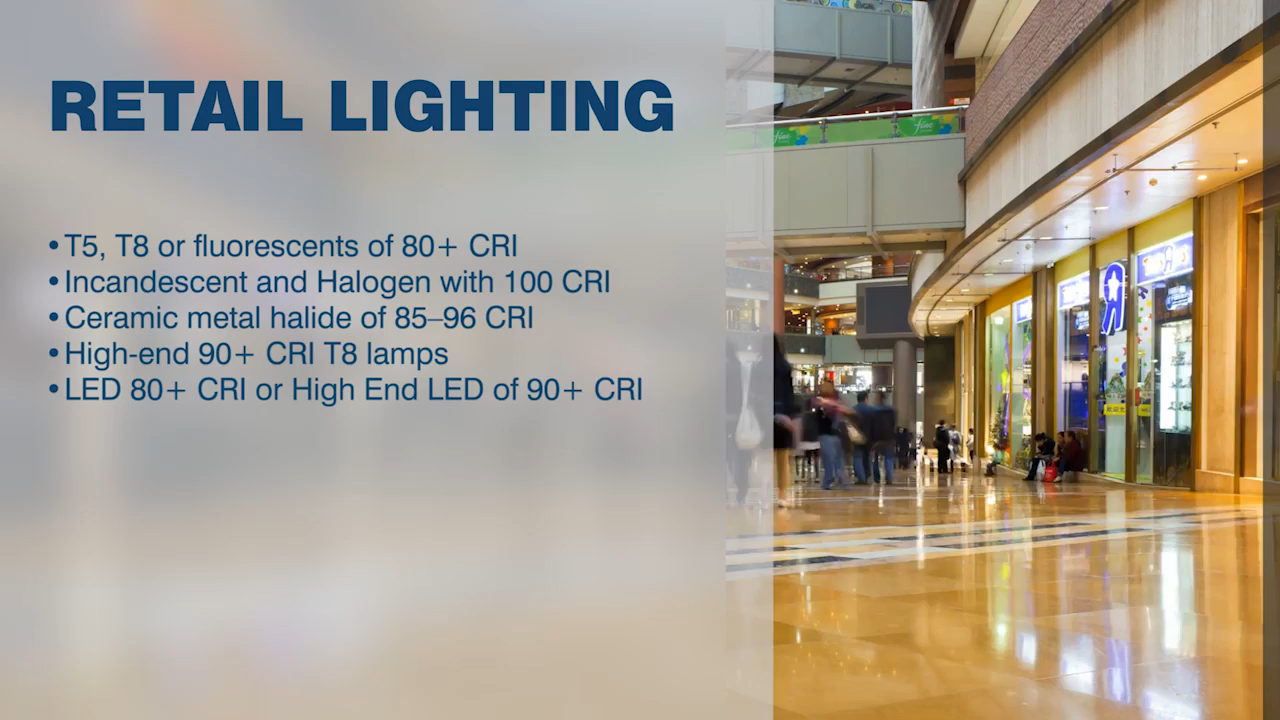 RETAIL LIGHTING
• T5, T8 or fluorescents of 80+ CRI
• Incandescent and Halogen with 100 CRI
• Ceramic metal halide of 85–96 CRI
• High-end 90+ CRI T8 lamps
• LED 80+ CRI or High End LED of 90+ CRI